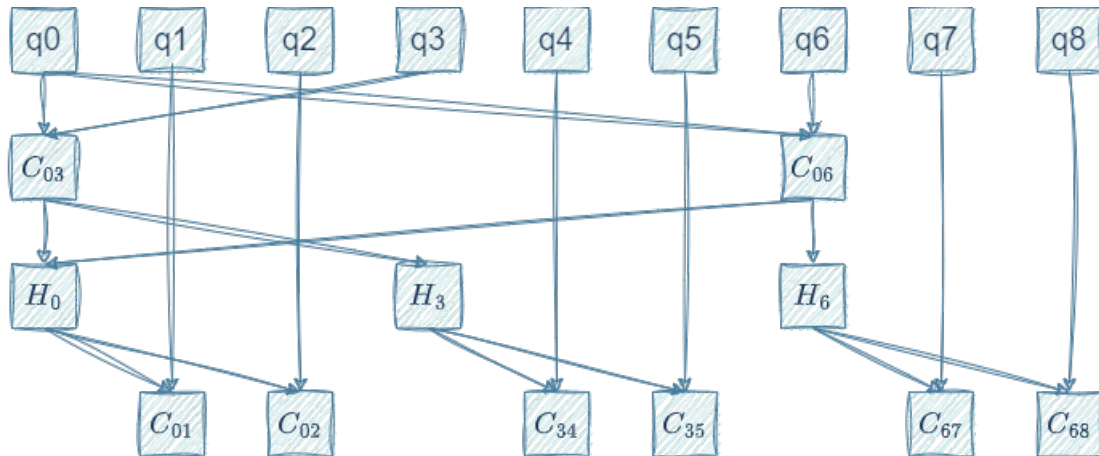 q0 q1 q2 q3 q4 q5 q6 q7 q8
C₀₃ C₀₆
H₀ H₃ H₆
C₀₁ C₀₂ C₃₄ C₃₅ C₆₇ C₆₈